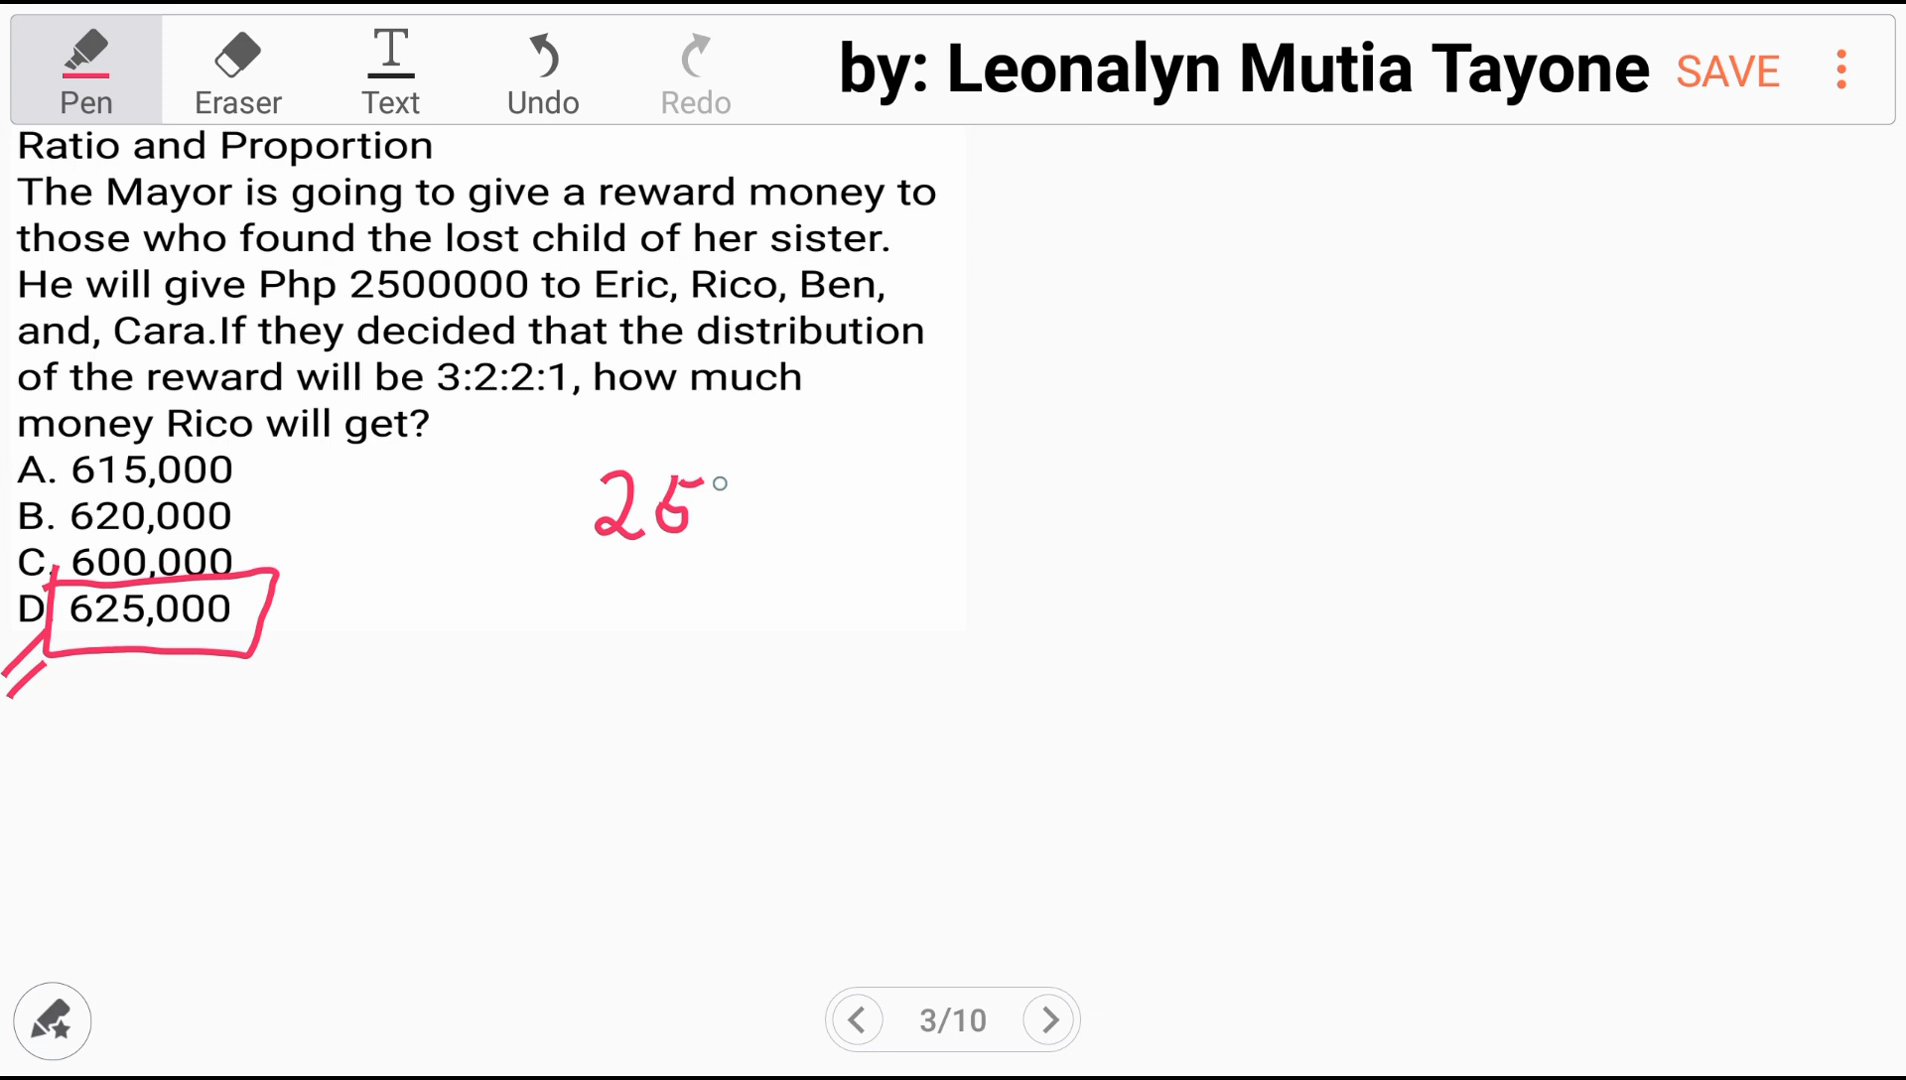 Pen Eraser Text Undo Redo by: Leonalyn Mutia Tayone SAVE
Ratio and Proportion
The Mayor is going to give a reward money to
those who found the lost child of her sister.
He will give Php 2500000 to Eric, Rico, Ben,
and, Cara.If they decided that the distribution
of the reward will be 3:2:2:1, how much
money Rico will get?
A. 615,000
B. 620,000
C. 600,000
D. 625,000
25
3/10